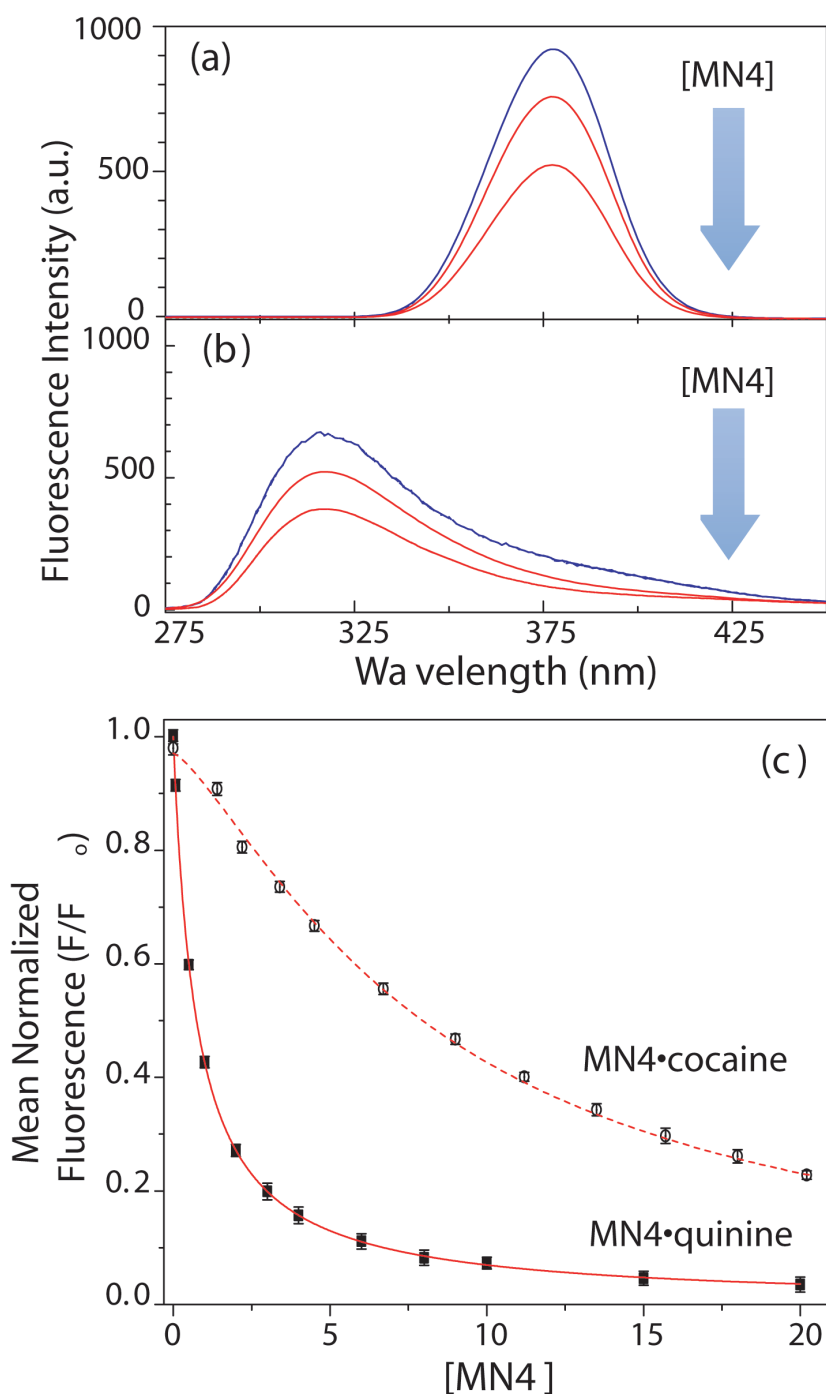 (a)
[MN4]
1000
500
0
(b)
[MN4]
1000
500
0
275 325 375 425
Wa velength (nm)
Fluorescence Intensity (a.u.)
(c)
1.0
0.8
0.6
0.4
0.2
0.0
MN4•cocaine
MN4•quinine
0 5 10 15 20
[MN4 ]
Mean Normalized
Fluorescence (F/F o)